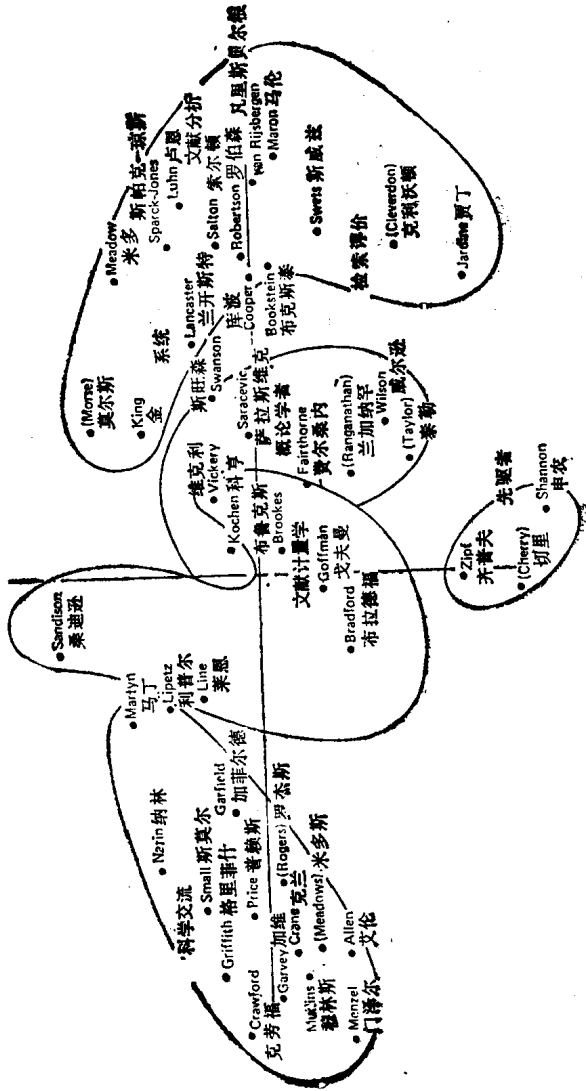 Sandison
桑迪逊
Martyn
马丁
Lipetz
利普尔
Line
莱恩
Narin 纳林
科学交流
Small 斯莫尔
Garfield
加菲尔德
Griffith 格里菲什
Price 普赖斯
(Rogers) 罗杰斯
Crawford
克劳福
Garvey 加维
Crane 克兰
(Meadows) 米多斯
Mullins
穆林斯
Allen
艾伦
Menzel
门泽尔
(Morse)
莫尔斯
King
金
系统
Meadow
米多
斯帕克—琼斯
Sparck-Jones
Luhn 卢恩
文献分析
Lancaster
兰开斯特
Salton 索尔顿
Robertson 罗伯森
凡里斯贝尔根
van Rijsbergen
Maron 马伦
斯旺森
Swanson
库波
Cooper
Bookstein
布克斯泰
Swets 斯威兹
检索评价
(Cleverdon)
克利沃顿
Jardine 贾丁
维克利
Vickery
Kochen 科亨
Saracevic
萨拉斯维克
布鲁克斯
Brookes
概论学者
Fairthorne
费尔桑内
(Ranganathan)
兰加纳罕
Wilson
威尔逊
(Taylor)
泰勒
文献计量学
Goffman
戈夫曼
Bradford
布拉德福
先驱者
Zipf
齐普夫
Shannon
申农
(Cherry)
切里